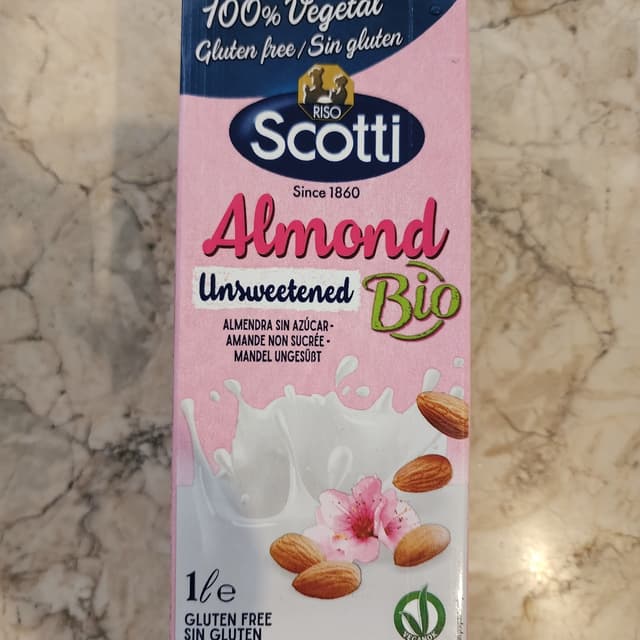 100% Vegetal
Gluten free / Sin gluten
RISO
Scotti
Since 1860
Almond
Unsweetened
Bio
ALMENDRA SIN AZÚCAR -
AMANDE NON SUCRÉE -
MANDEL UNGESÜẞT
1 l e
GLUTEN FREE
SIN GLUTEN